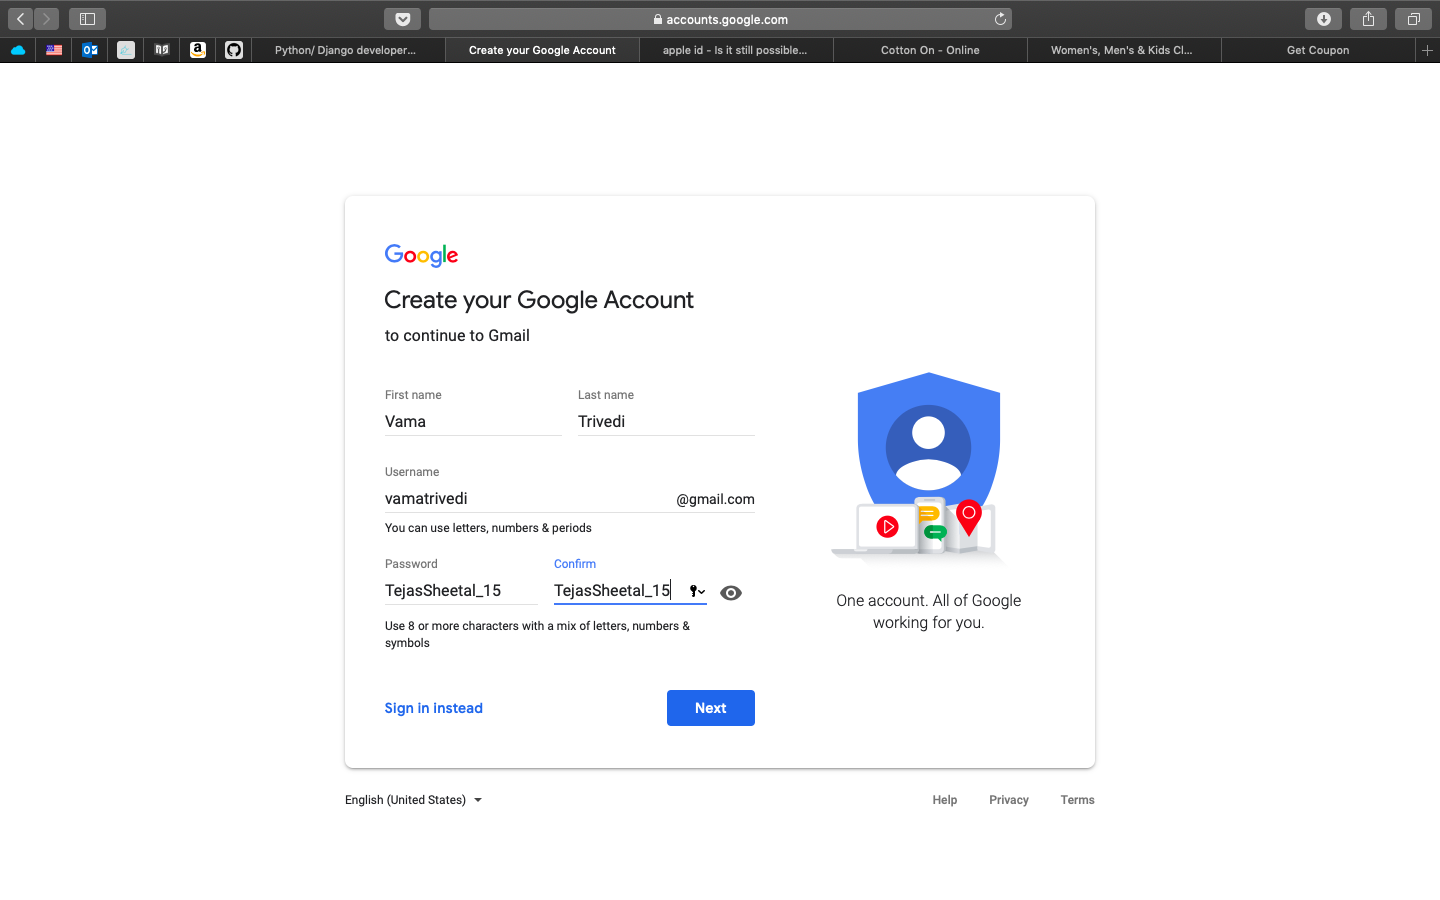 accounts.google.com
Python/ Django developer...
Create your Google Account
apple id - Is it still possible...
Cotton On - Online
Women's, Men's & Kids Cl...
Get Coupon
Google
Create your Google Account
to continue to Gmail
First name
Last name
Vama
Trivedi
Username
vamatrivedi
@gmail.com
You can use letters, numbers & periods
Password
Confirm
TejasSheetal_15
TejasSheetal_15
Use 8 or more characters with a mix of letters, numbers &
symbols
Sign in instead
Next
One account. All of Google
working for you.
English (United States)
Help
Privacy
Terms